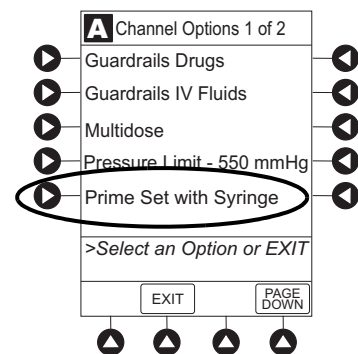 A Channel Options 1 of 2
Guardrails Drugs
Guardrails IV Fluids
Multidose
Pressure Limit - 550 mmHg
Prime Set with Syringe
>Select an Option or EXIT
EXIT
PAGE
DOWN